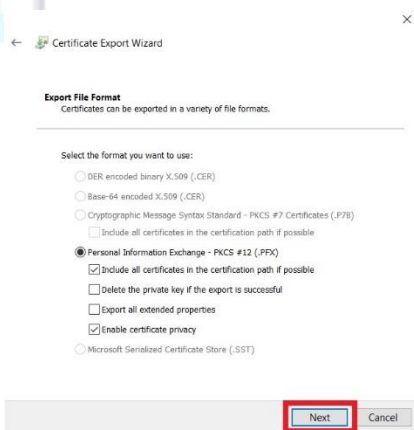 Certificate Export Wizard
Export File Format
Certificates can be exported in a variety of file formats.
Select the format you want to use:
DER encoded binary X.509 (.CER)
Base-64 encoded X.509 (.CER)
Cryptographic Message Syntax Standard - PKCS #7 Certificates (.P7B)
Include all certificates in the certification path if possible
Personal Information Exchange - PKCS #12 (.PFX)
Include all certificates in the certification path if possible
Delete the private key if the export is successful
Export all extended properties
Enable certificate privacy
Microsoft Serialized Certificate Store (.SST)
Next Cancel